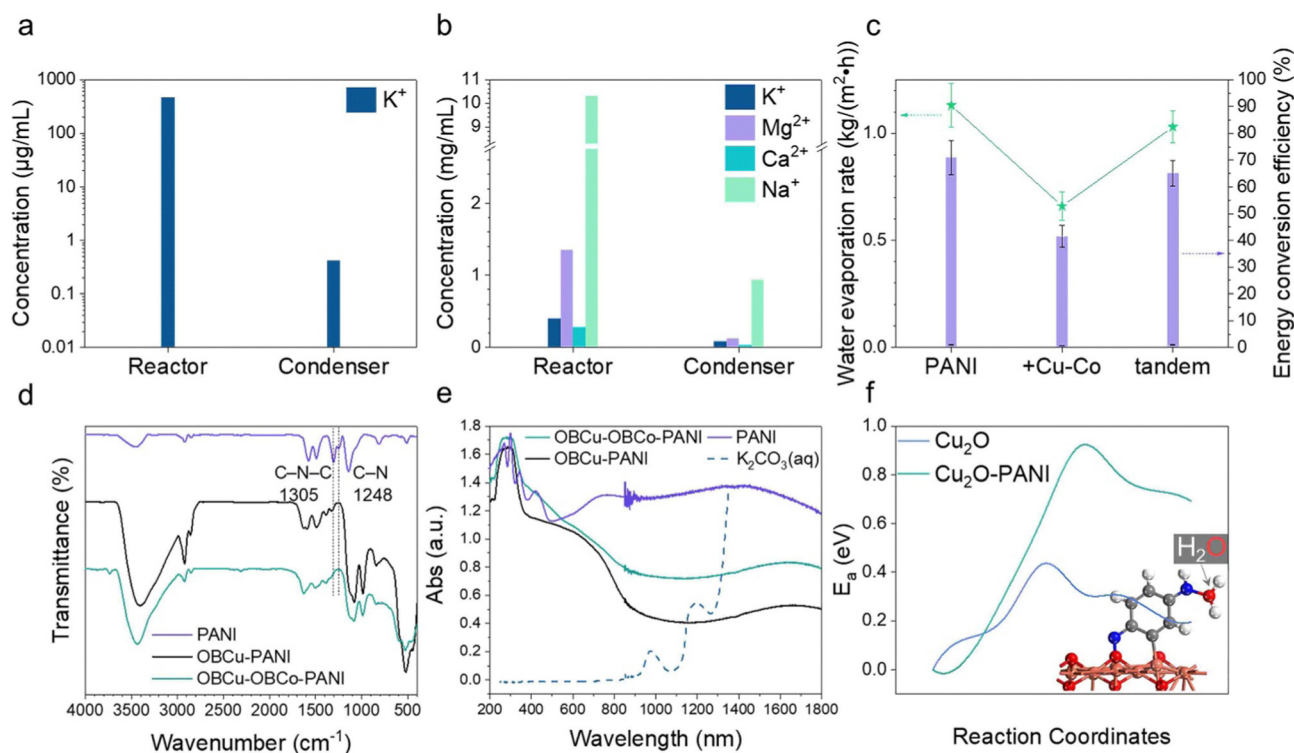 a
Concentration (μg/mL)
1000
100
10
1
0.1
0.01
K⁺
Reactor
Condenser
b
Concentration (mg/mL)
11
10
9
2
1
0
K⁺
Mg²⁺
Ca²⁺
Na⁺
Reactor
Condenser
c
Water evaporation rate (kg/(m²•h))
1.0
0.5
0.0
100
90
80
70
60
50
40
30
20
10
0
Energy conversion efficiency (%)
PANI
+Cu-Co
tandem
d
Transmittance (%)
C–N–C
1305
C–N
1248
PANI
OBCu-PANI
OBCu-OBCo-PANI
4000 3500 3000 2500 2000 1500 1000 500
Wavenumber (cm⁻¹)
e
Abs (a.u.)
1.8
1.6
1.4
1.2
1.0
0.8
0.6
0.4
0.2
0.0
OBCu-OBCo-PANI
PANI
OBCu-PANI
K₂CO₃(aq)
200 400 600 800 1000 1200 1400 1600 1800
Wavelength (nm)
f
Eₐ (eV)
1.0
0.8
0.6
0.4
0.2
0.0
Cu₂O
Cu₂O-PANI
H₂O
Reaction Coordinates